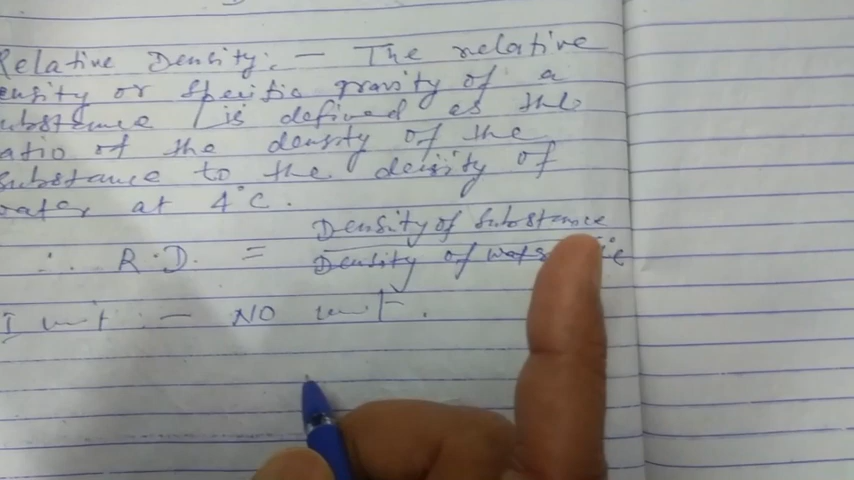 Relative Density :- The relative
ensity or specific gravity of a
ubstance is defined as the
atio of the density of the
substance to the density of
water at 4°C.
∴ R.D. = Density of Substance
Density of wat
I unit :- NO unit.